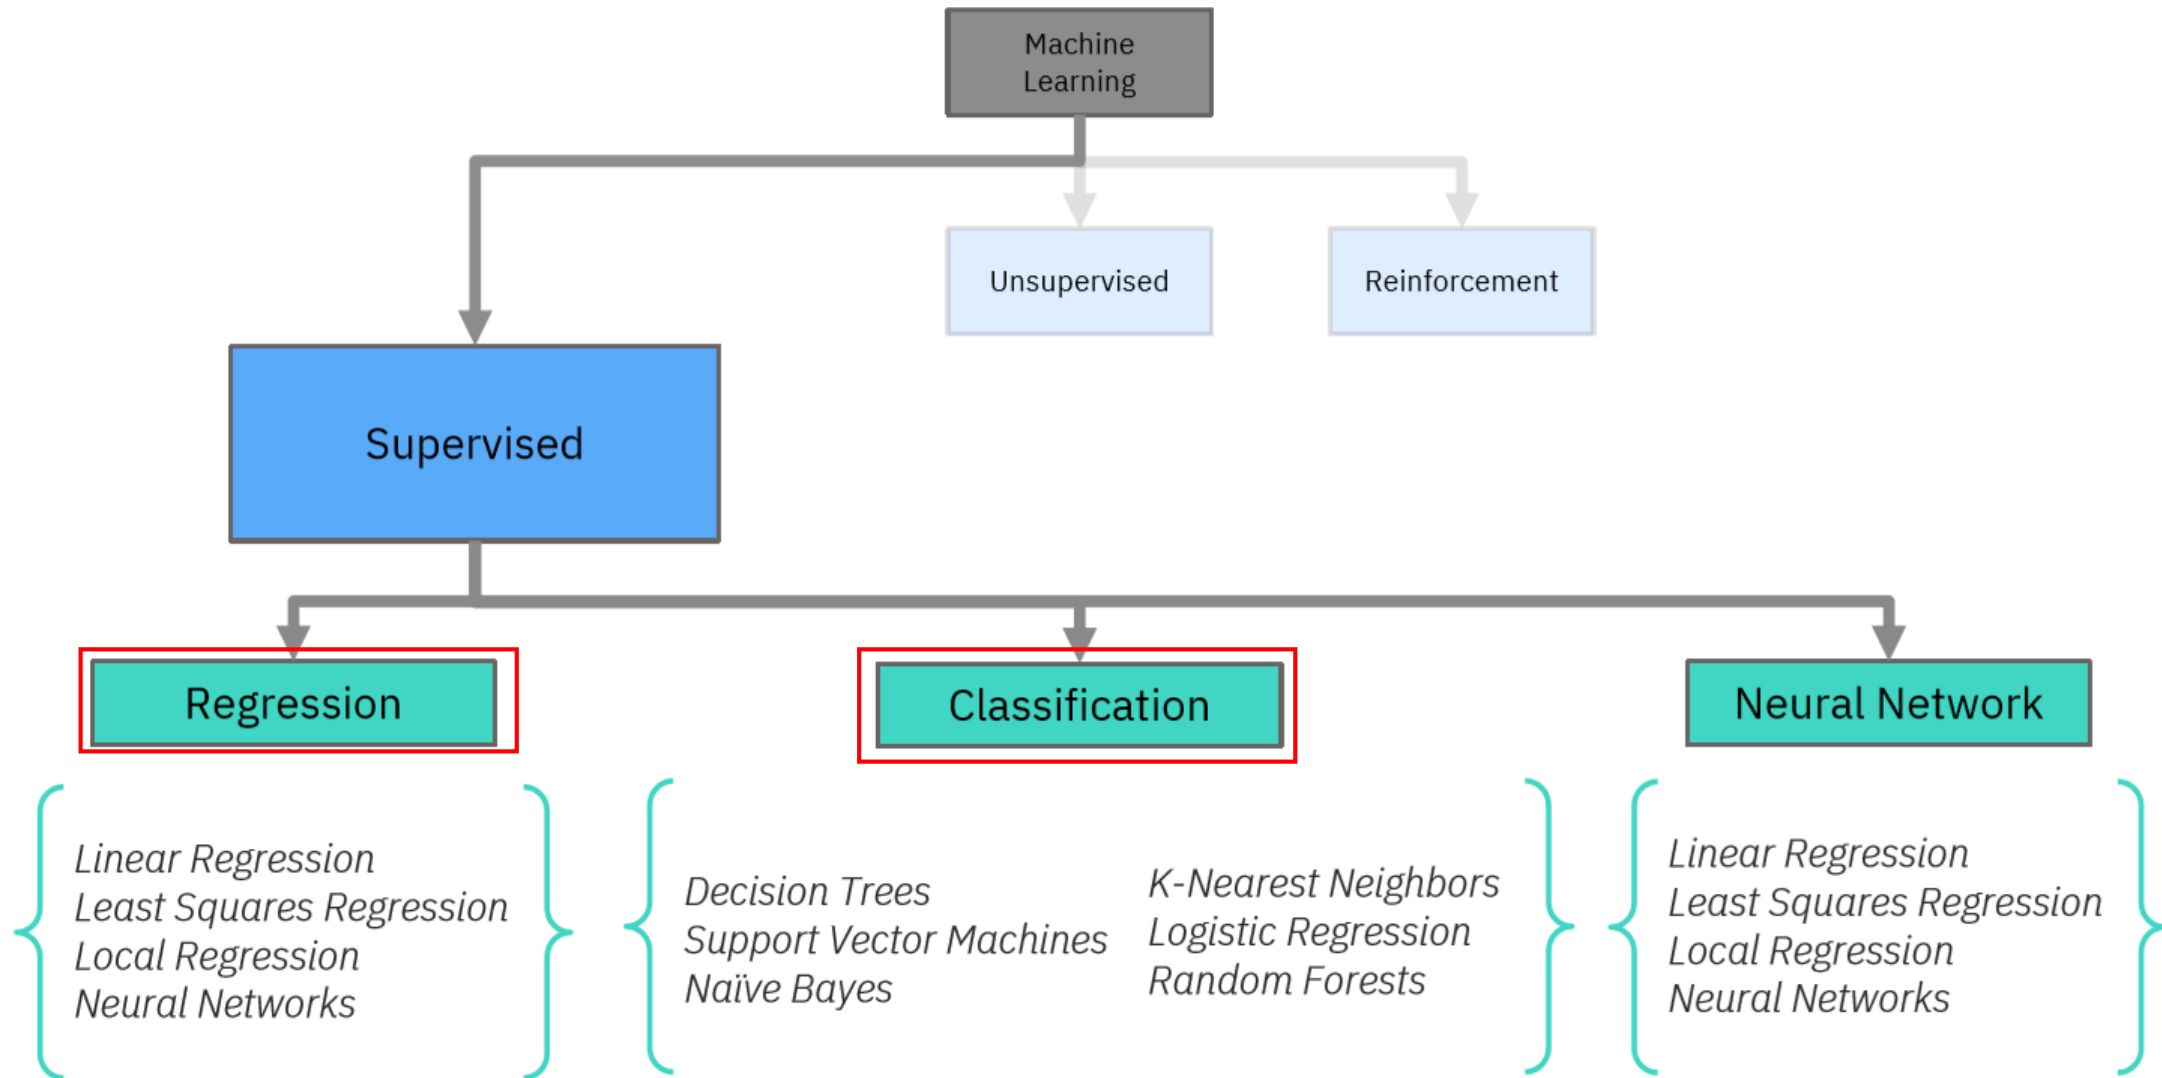 Machine
Learning
Unsupervised
Reinforcement
Supervised
Regression
Classification
Neural Network
Linear Regression
Least Squares Regression
Local Regression
Neural Networks
Decision Trees
Support Vector Machines
Naïve Bayes
K-Nearest Neighbors
Logistic Regression
Random Forests
Linear Regression
Least Squares Regression
Local Regression
Neural Networks